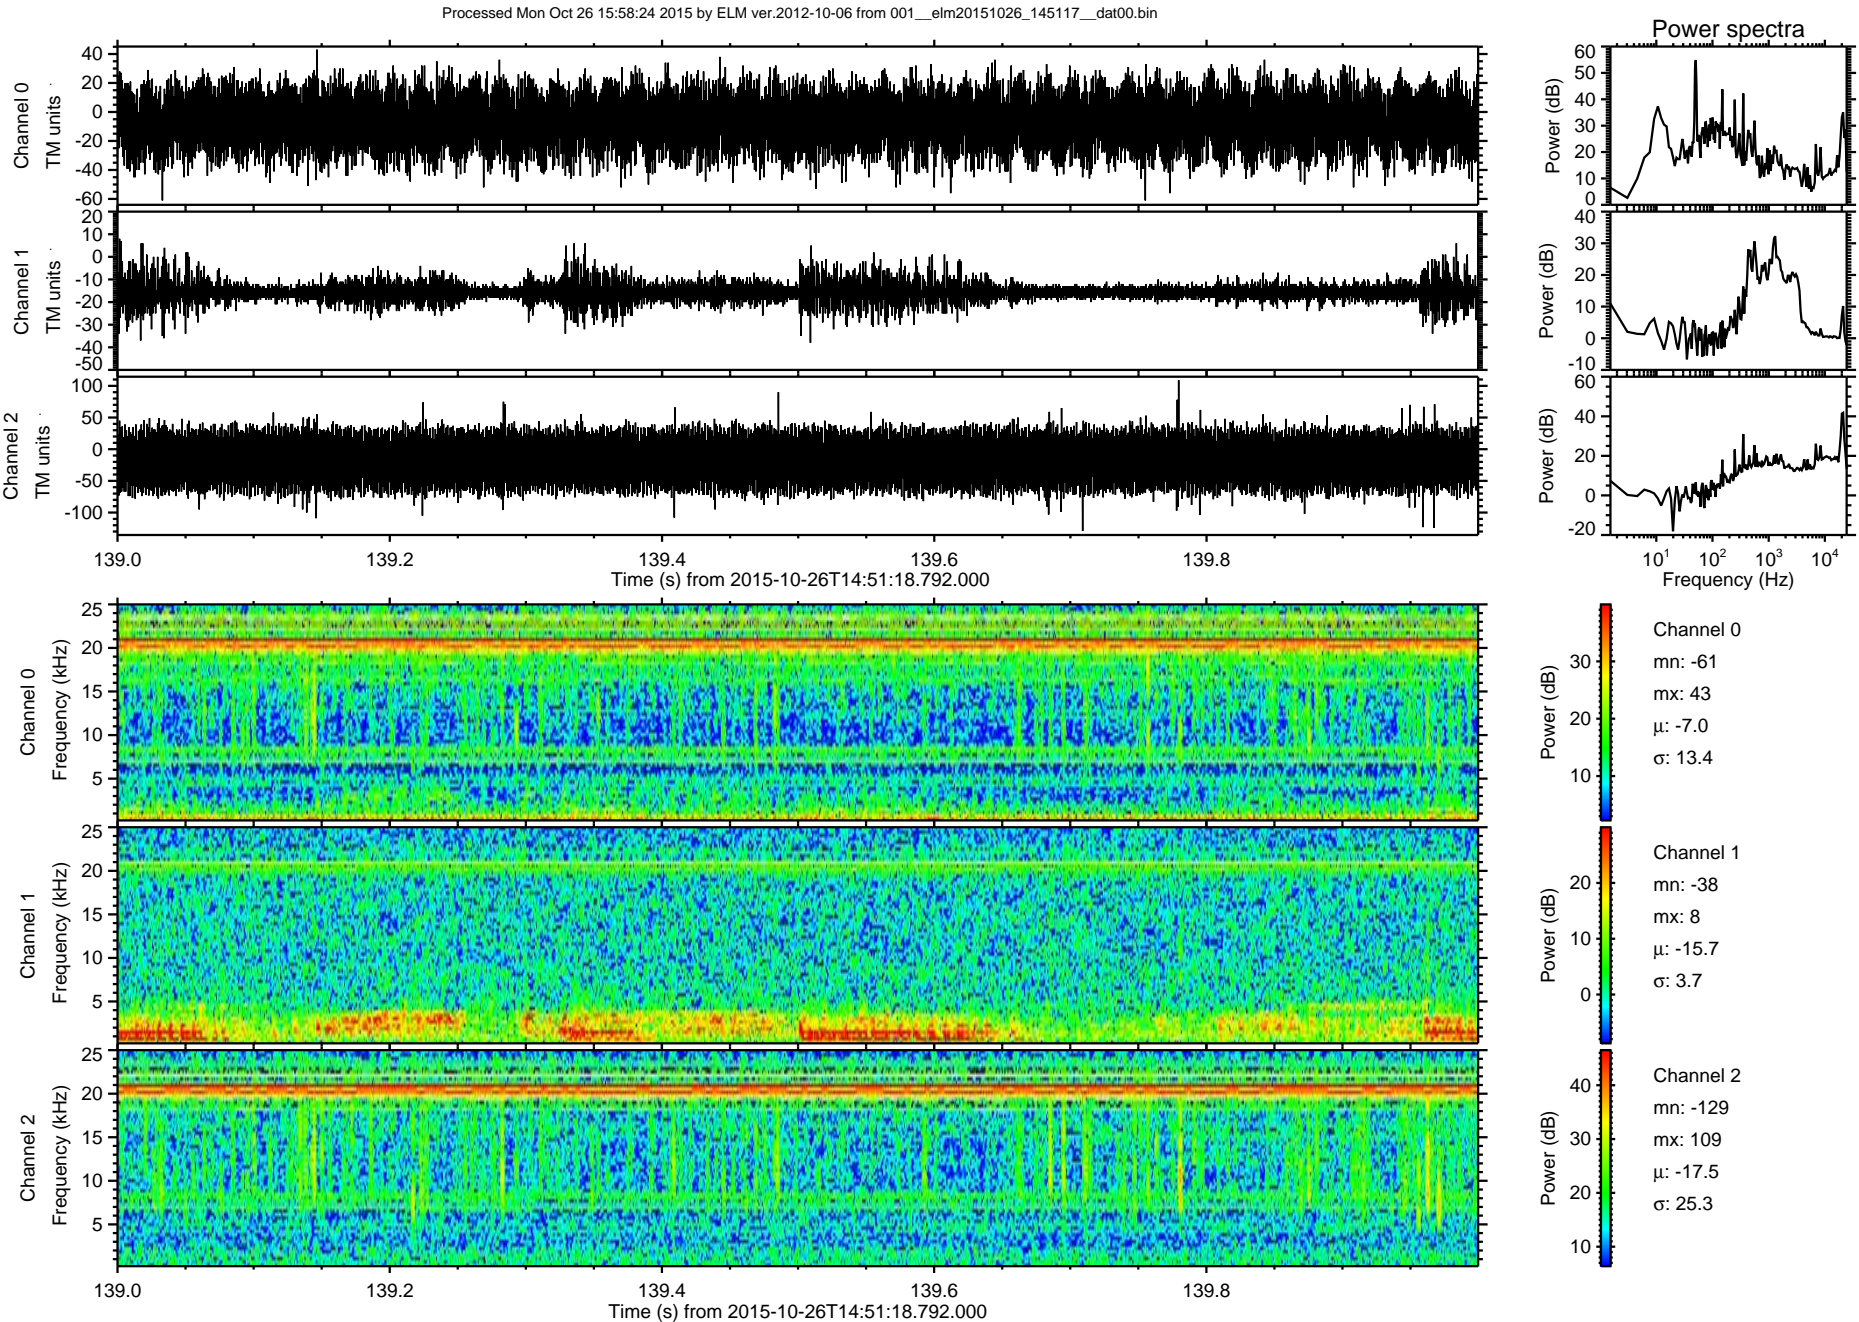 Processed Mon Oct 26 15:58:24 2015 by ELM ver.2012-10-06 from 001__elm20151026_145117__dat00.bin
Power spectra
Channel 0
TM units
40
20
0
-20
-40
-60
Power (dB)
60
50
40
30
20
10
0
Channel 1
TM units
20
10
0
-10
-20
-30
-40
-50
Power (dB)
40
30
20
10
0
-10
Channel 2
TM units
100
50
0
-50
-100
Power (dB)
60
40
20
0
-20
139.0 139.2 139.4 139.6 139.8
Time (s) from 2015-10-26T14:51:18.792.000
10^1 10^2 10^3 10^4
Frequency (Hz)
Channel 0
Frequency (kHz)
25
20
15
10
5
Power (dB)
30
20
10
Channel 0
mn: -61
mx: 43
μ: -7.0
σ: 13.4
Channel 1
Frequency (kHz)
25
20
15
10
5
Power (dB)
20
10
0
Channel 1
mn: -38
mx: 8
μ: -15.7
σ: 3.7
Channel 2
Frequency (kHz)
25
20
15
10
5
Power (dB)
40
30
20
10
Channel 2
mn: -129
mx: 109
μ: -17.5
σ: 25.3
139.0 139.2 139.4 139.6 139.8
Time (s) from 2015-10-26T14:51:18.792.000